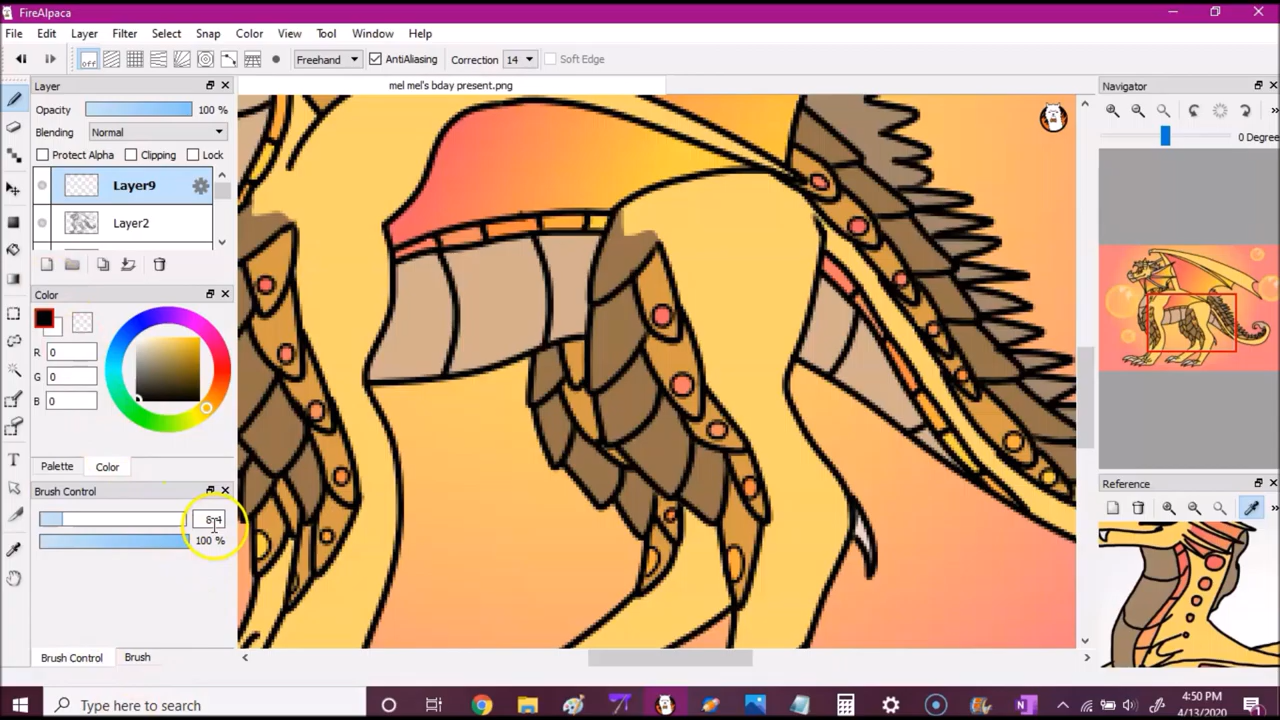 FireAlpaca
File Edit Layer Filter Select Snap Color View Tool Window Help
Off Freehand AntiAliasing Correction 14 Soft Edge
Layer
mel mel's bday present.png
Navigator
Opacity 100 %
Blending Normal
0 Degree
Protect Alpha Clipping Lock
Layer9
Layer2
Color
R 0
G 0
B 0
Palette Color
Brush Control
Reference
100 %
Brush Control Brush
Type here to search
4:50 PM
4/13/2020